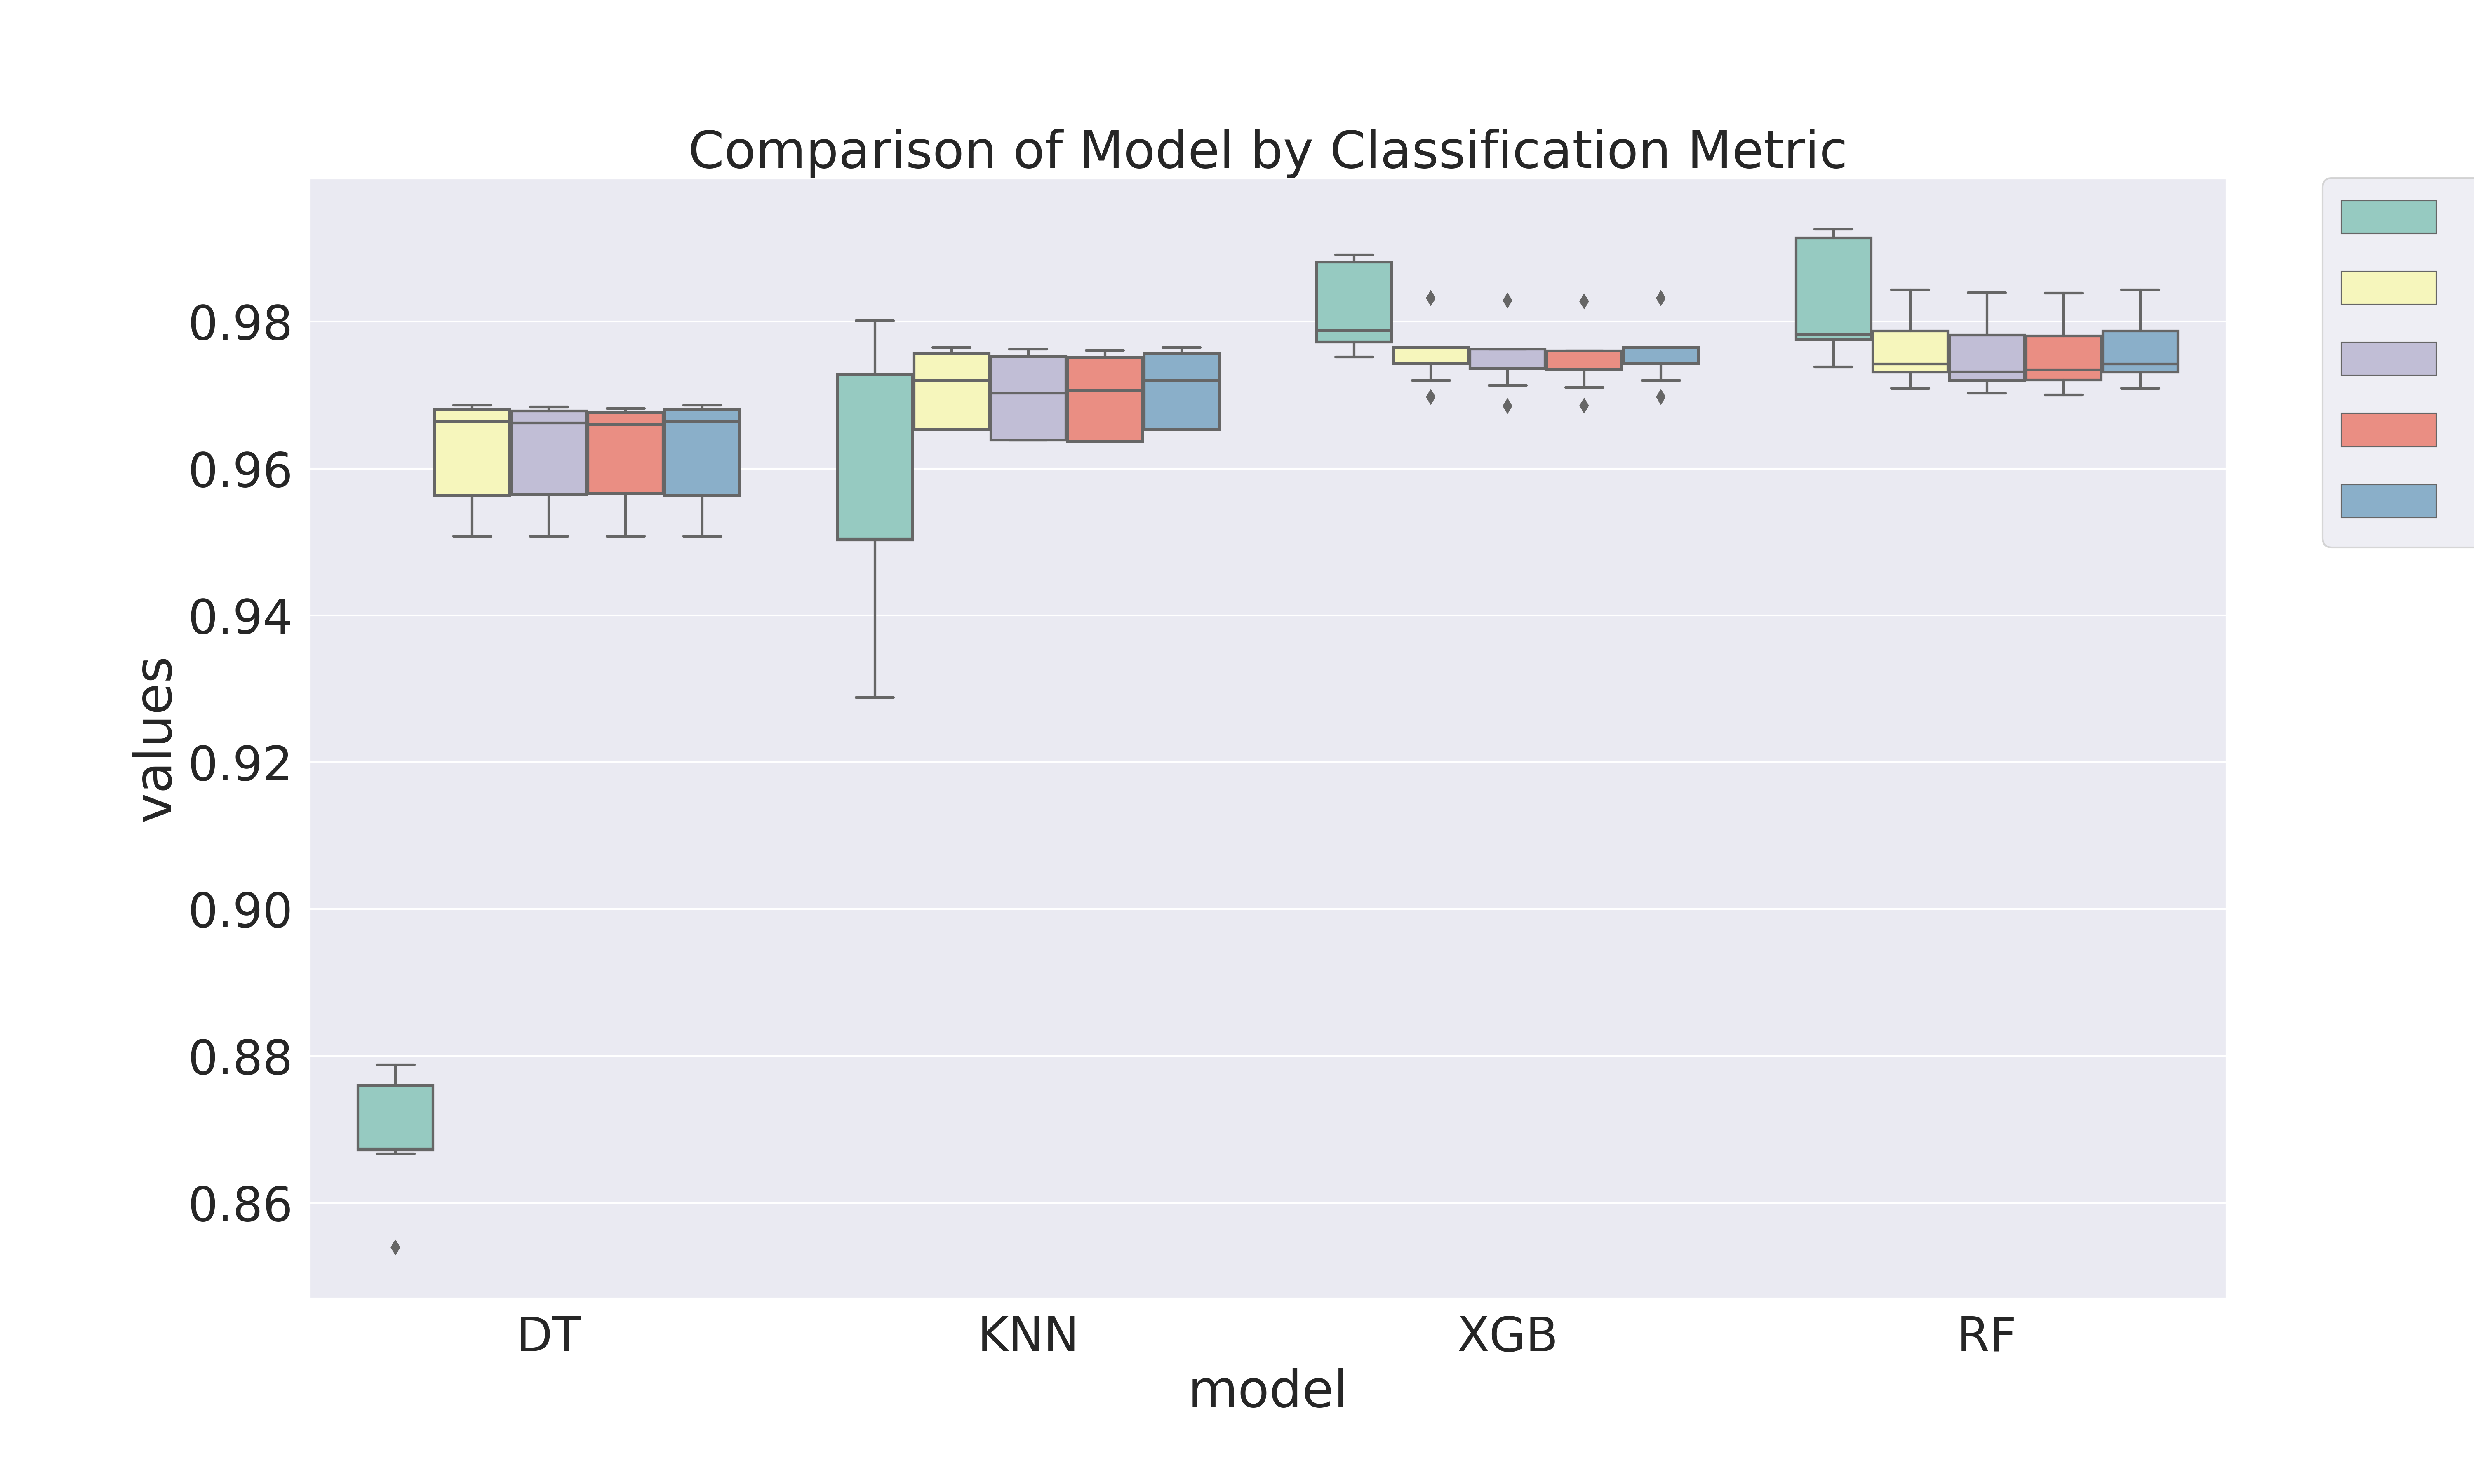 Comparison of Model by Classification Metric
0.98
0.96
0.94
0.92
0.90
0.88
0.86
values
DT KNN XGB RF
model